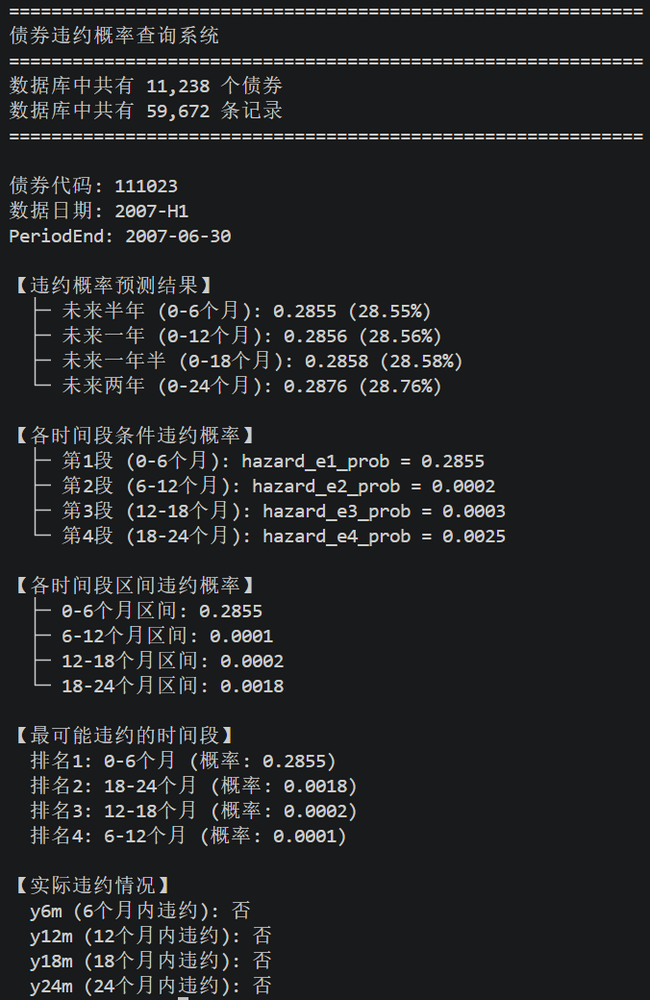 ============================================================
债券违约概率查询系统
============================================================
数据库中共有 11,238 个债券
数据库中共有 59,672 条记录
============================================================
债券代码: 111023
数据日期: 2007-H1
PeriodEnd: 2007-06-30
【违约概率预测结果】
├─ 未来半年 (0-6个月): 0.2855 (28.55%)
├─ 未来一年 (0-12个月): 0.2856 (28.56%)
├─ 未来一年半 (0-18个月): 0.2858 (28.58%)
└─ 未来两年 (0-24个月): 0.2876 (28.76%)
【各时间段条件违约概率】
├─ 第1段 (0-6个月): hazard_e1_prob = 0.2855
├─ 第2段 (6-12个月): hazard_e2_prob = 0.0002
├─ 第3段 (12-18个月): hazard_e3_prob = 0.0003
└─ 第4段 (18-24个月): hazard_e4_prob = 0.0025
【各时间段区间违约概率】
├─ 0-6个月区间: 0.2855
├─ 6-12个月区间: 0.0001
├─ 12-18个月区间: 0.0002
└─ 18-24个月区间: 0.0018
【最可能违约的时间段】
排名1: 0-6个月 (概率: 0.2855)
排名2: 18-24个月 (概率: 0.0018)
排名3: 12-18个月 (概率: 0.0002)
排名4: 6-12个月 (概率: 0.0001)
【实际违约情况】
y6m (6个月内违约): 否
y12m (12个月内违约): 否
y18m (18个月内违约): 否
y24m (24个月内违约): 否